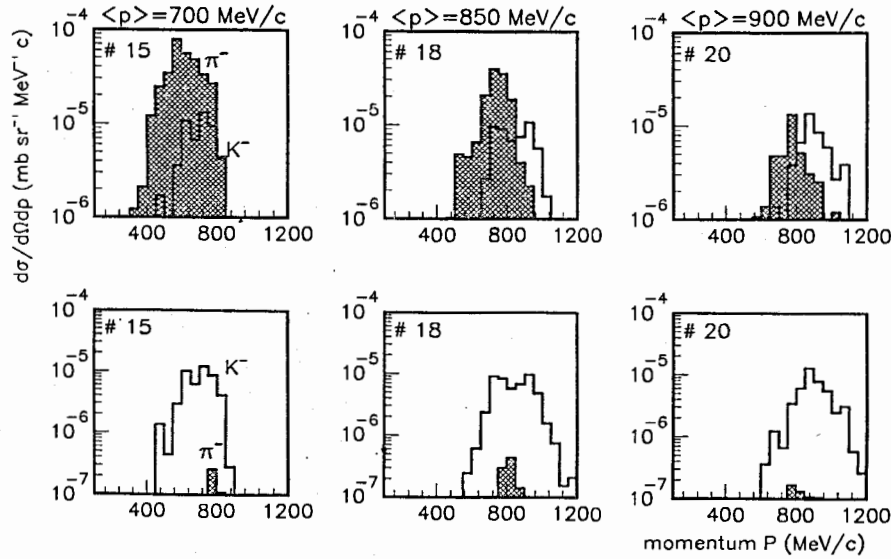 <p>=700 MeV/c <p>=850 MeV/c <p>=900 MeV/c
10⁻⁴ # 15 π⁻ # 18 # 20
10⁻⁵ K⁻ 10⁻⁵ 10⁻⁵
10⁻⁶ 10⁻⁶ 10⁻⁶
400 800 1200 400 800 1200 400 800 1200
dσ/dΩdp (mb sr⁻¹ MeV⁻¹ c)
10⁻⁴ # 15 10⁻⁴ # 18 10⁻⁴ # 20
10⁻⁵ K⁻ 10⁻⁵ 10⁻⁵
10⁻⁶ π⁻ 10⁻⁶ 10⁻⁶
10⁻⁷ 10⁻⁷ 10⁻⁷
400 800 1200 400 800 1200 400 800 1200
momentum P (MeV/c)